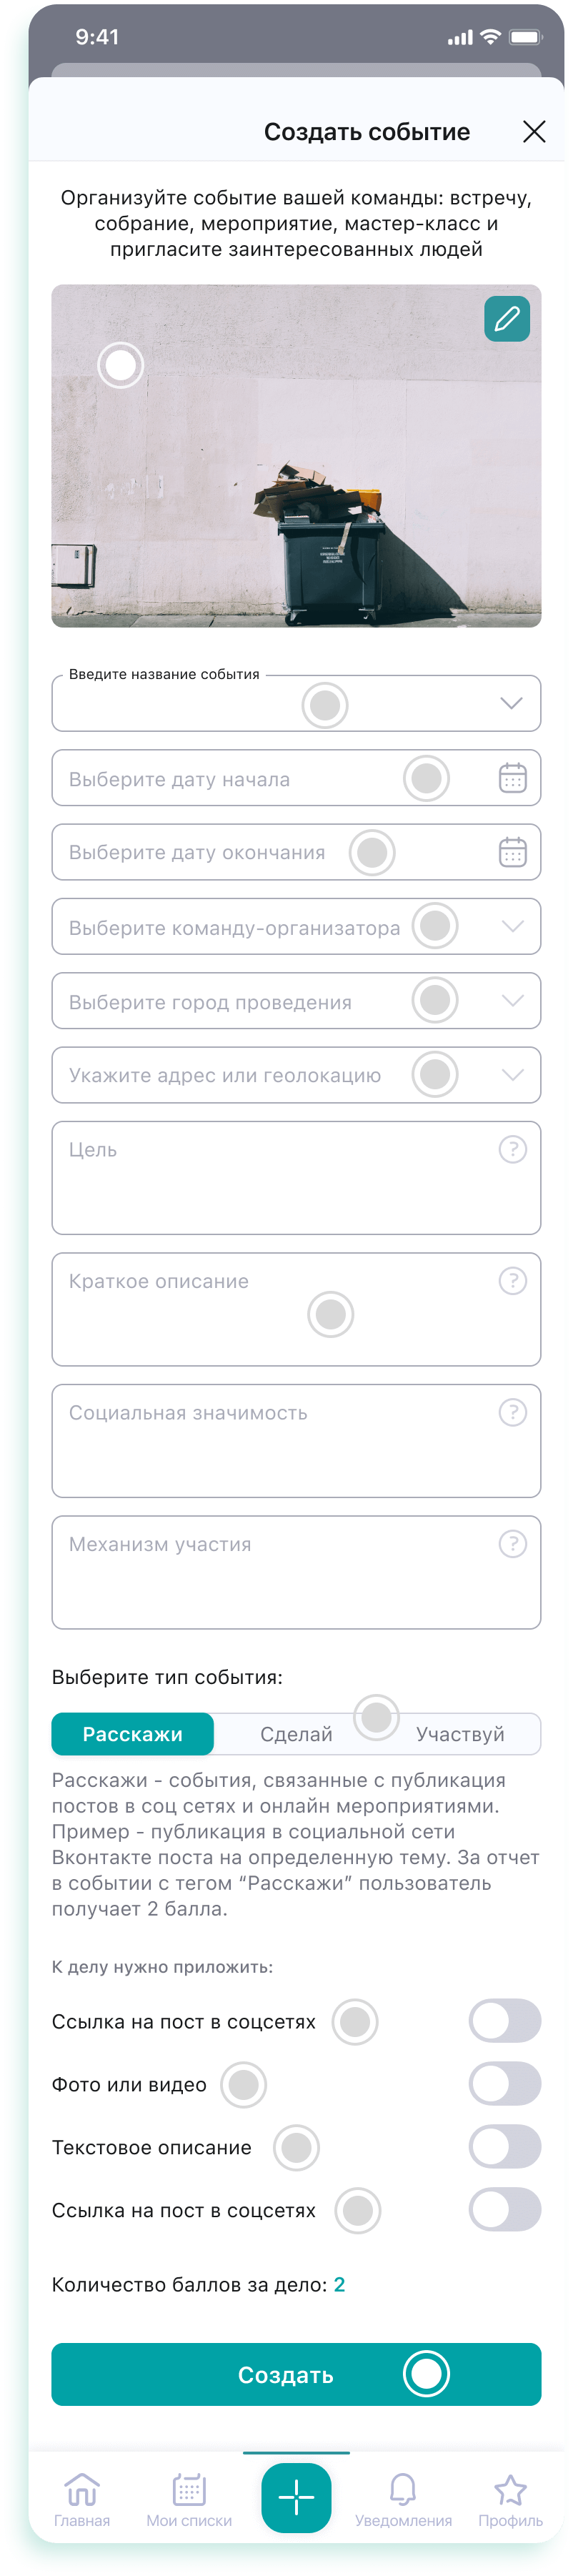 9:41
Создать событие
Организуйте событие вашей команды: встречу,
собрание, мероприятие, мастер-класс и
пригласите заинтересованных людей
Введите название события
Выберите дату начала
Выберите дату окончания
Выберите команду-организатора
Выберите город проведения
Укажите адрес или геолокацию
Цель
?
Краткое описание
?
Социальная значимость
?
Механизм участия
?
Выберите тип события:
Расскажи Сделай Участвуй
Расскажи - события, связанные с публикация
постов в соц сетях и онлайн мероприятиями.
Пример - публикация в социальной сети
Вконтакте поста на определенную тему. За отчет
в событии с тегом “Расскажи” пользователь
получает 2 балла.
К делу нужно приложить:
Ссылка на пост в соцсетях
Фото или видео
Текстовое описание
Ссылка на пост в соцсетях
Количество баллов за дело: 2
Создать
Главная Мои списки Уведомления Профиль